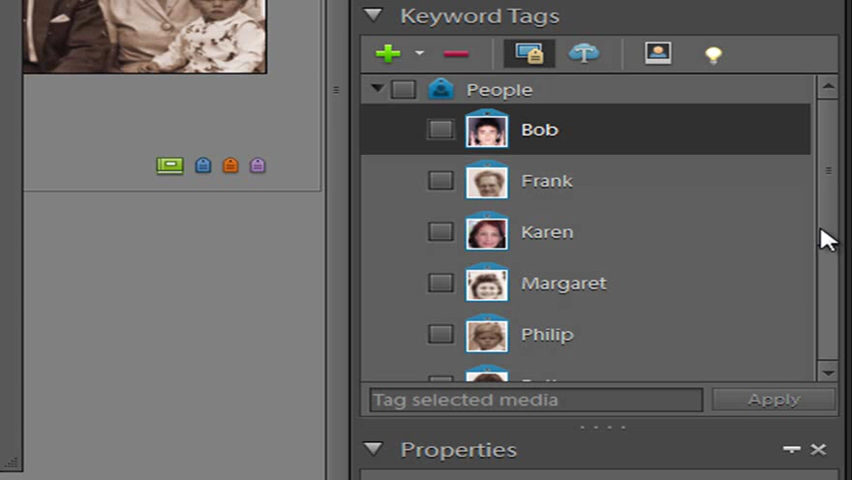 Keyword Tags
People
Bob
Frank
Karen
Margaret
Philip
Tag selected media
Apply
Properties